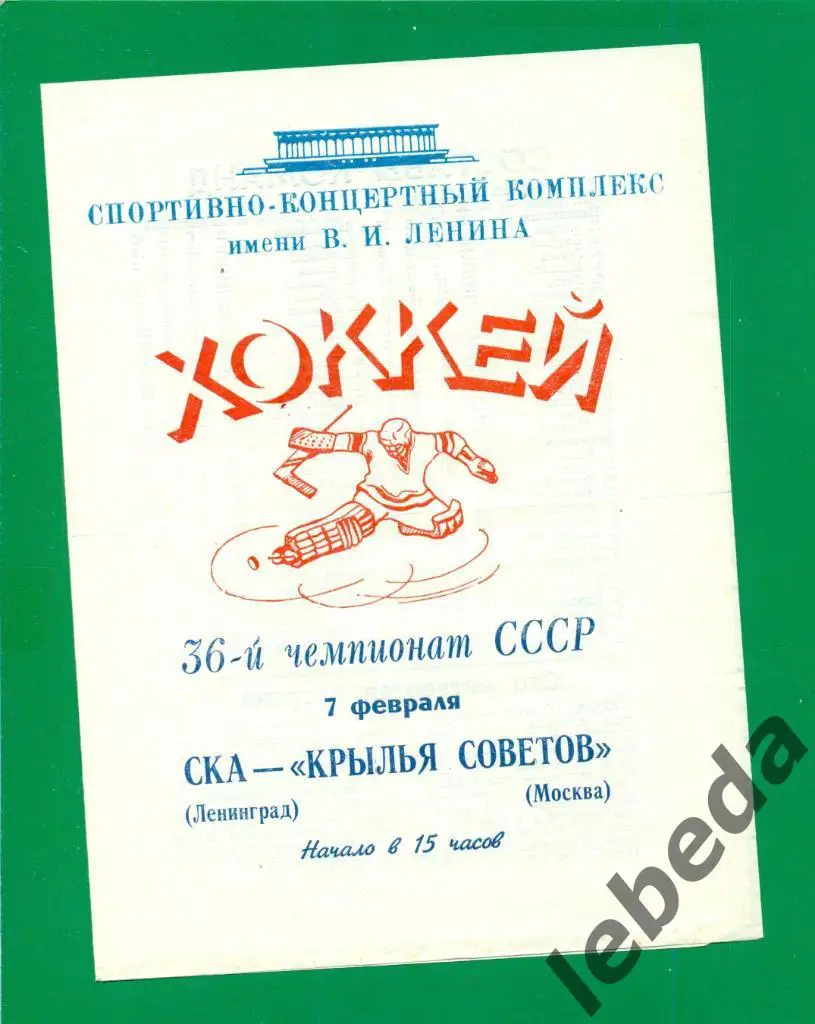 СПОРТИВНО-КОНЦЕРТНЫЙ КОМПЛЕКС
имени В. И. ЛЕНИНА
ХОККЕЙ
36-й чемпионат СССР
7 февраля
СКА — «КРЫЛЬЯ СОВЕТОВ»
(Ленинград) (Москва)
Начало в 15 часов
lebeda